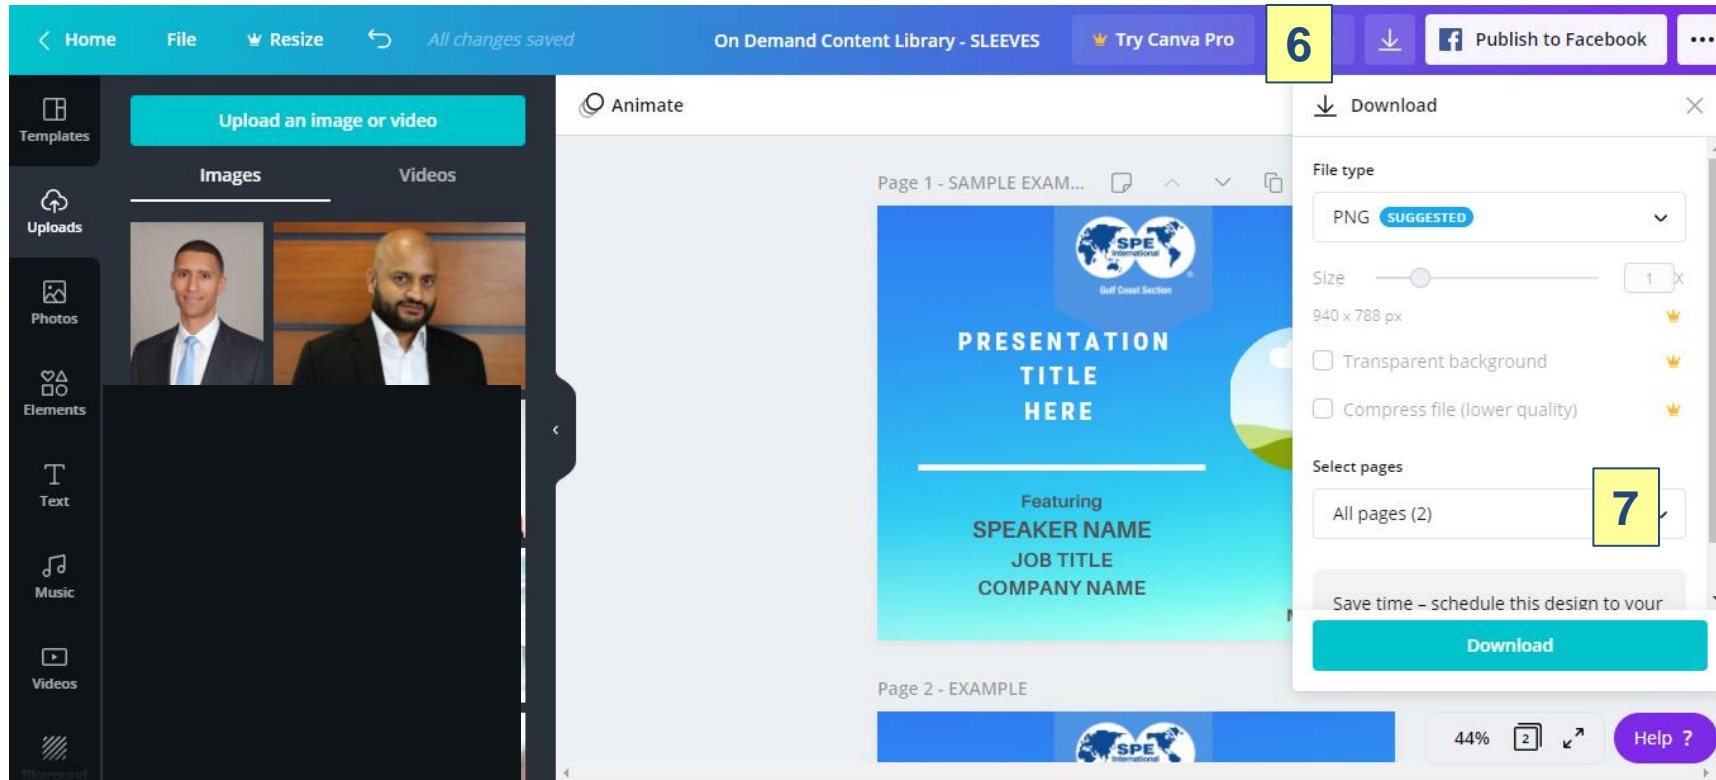 Home File Resize All changes saved On Demand Content Library - SLEEVES Try Canva Pro 6 Publish to Facebook
Templates
Uploads
Photos
Elements
Text
Music
Videos
Upload an image or video
Images Videos
Animate
Page 1 - SAMPLE EXAM...
SPE
International
Gulf Coast Section
PRESENTATION
TITLE
HERE
Featuring
SPEAKER NAME
JOB TITLE
COMPANY NAME
Page 2 - EXAMPLE
SPE
International
Download
File type
PNG SUGGESTED
Size 1 X
940 x 788 px
Transparent background
Compress file (lower quality)
Select pages
All pages (2) 7
Save time – schedule this design to your
Download
44% 2 Help ?